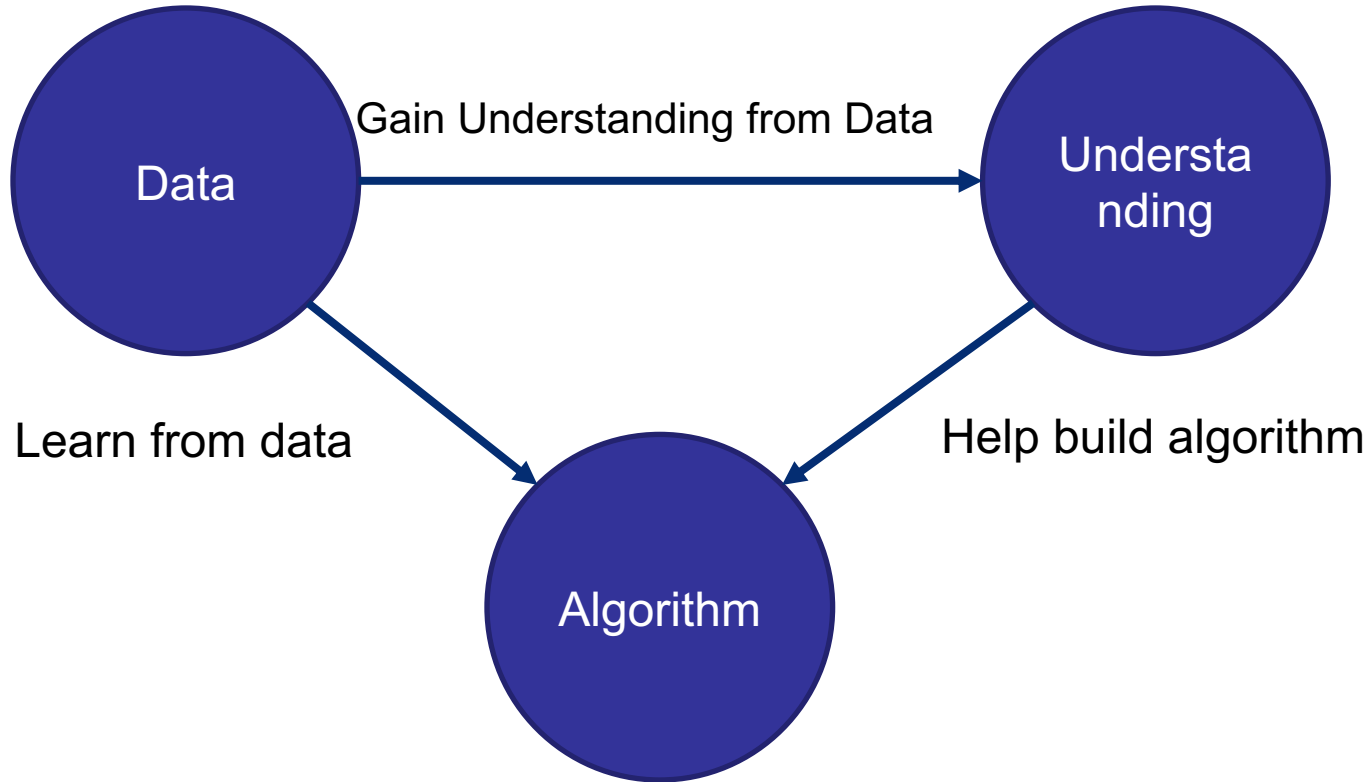 Gain Understanding from Data
Data
Understa
nding
Learn from data
Help build algorithm
Algorithm